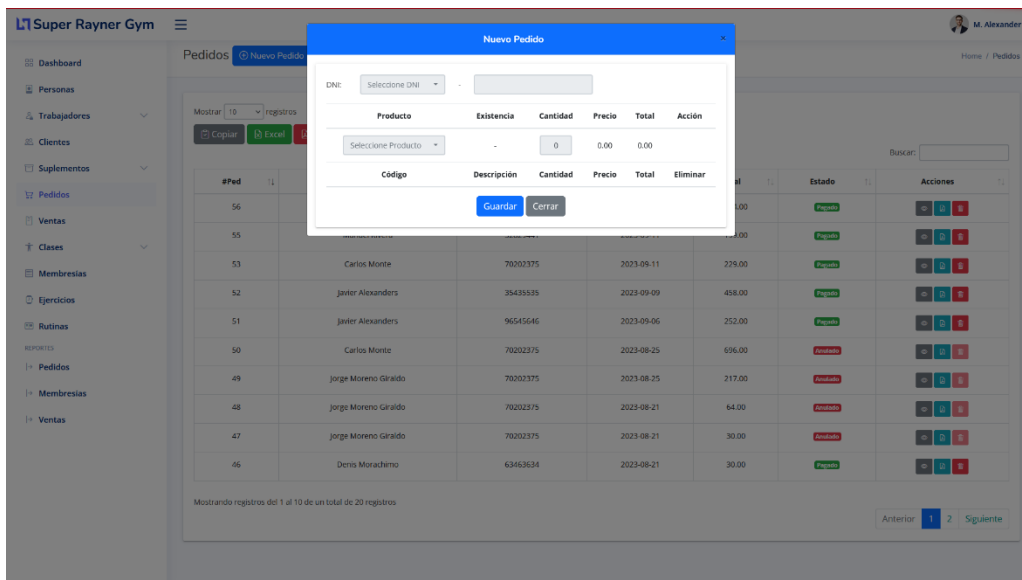 Super Rayner Gym
M. Alexander
Dashboard
Personas
Trabajadores
Clientes
Suplementos
Pedidos
Ventas
Clases
Membresias
Ejercicios
Rutinas
REPORTES
Pedidos
Membresias
Ventas
Pedidos Nuevo Pedido
Home / Pedidos
Nuevo Pedido ×
DNI: Seleccione DNI -
Producto Existencia Cantidad Precio Total Acción
Seleccione Producto - 0 0.00 0.00
Código Descripción Cantidad Precio Total Eliminar
Guardar Cerrar
Mostrar 10 registros
Copiar Excel
Buscar:
#Ped Estado Acciones
56 Pagado
55 Pagado
53 Carlos Monte 70202375 2023-09-11 229.00 Pagado
52 Javier Alexanders 35435535 2023-09-09 458.00 Pagado
51 Javier Alexanders 96545646 2023-09-06 252.00 Pagado
50 Carlos Monte 70202375 2023-08-25 696.00 Anulado
49 Jorge Moreno Giraldo 70202375 2023-08-25 217.00 Anulado
48 Jorge Moreno Giraldo 70202375 2023-08-21 64.00 Anulado
47 Jorge Moreno Giraldo 70202375 2023-08-21 30.00 Anulado
46 Denis Morachimo 63463634 2023-08-21 30.00 Pagado
Mostrando registros del 1 al 10 de un total de 20 registros
Anterior 1 2 Siguiente